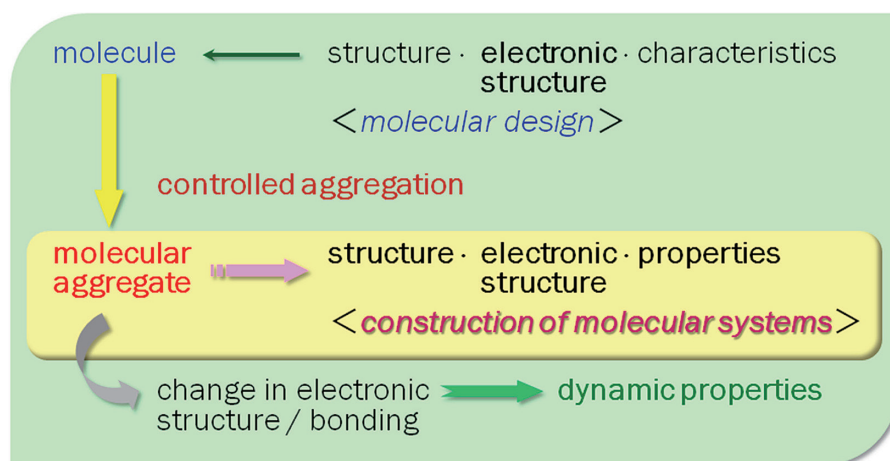 molecule
structure · electronic · characteristics
structure
<molecular design>
controlled aggregation
molecular
aggregate
structure · electronic · properties
structure
<construction of molecular systems>
change in electronic
structure / bonding
dynamic properties